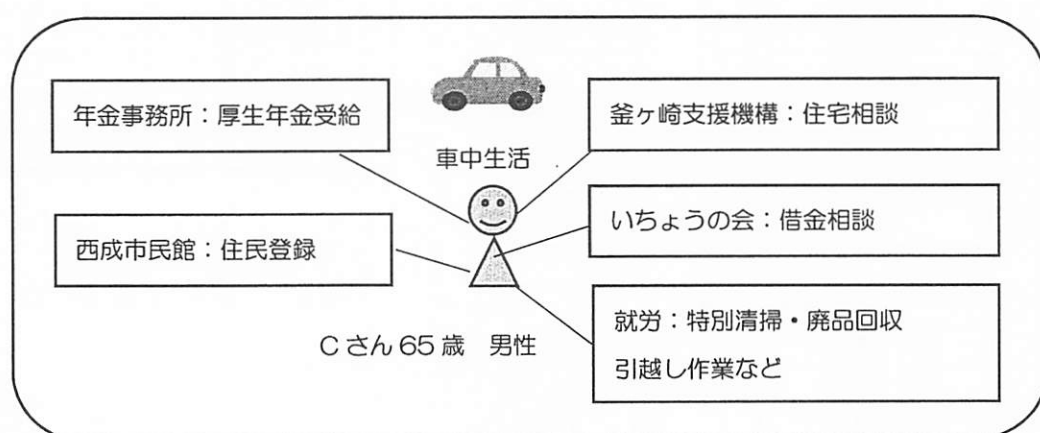 年金事務所：厚生年金受給
西成市民館：住民登録
車中生活
Cさん65歳 男性
釜ヶ崎支援機構：住宅相談
いちょうの会：借金相談
就労：特別清掃・廃品回収
引越し作業など